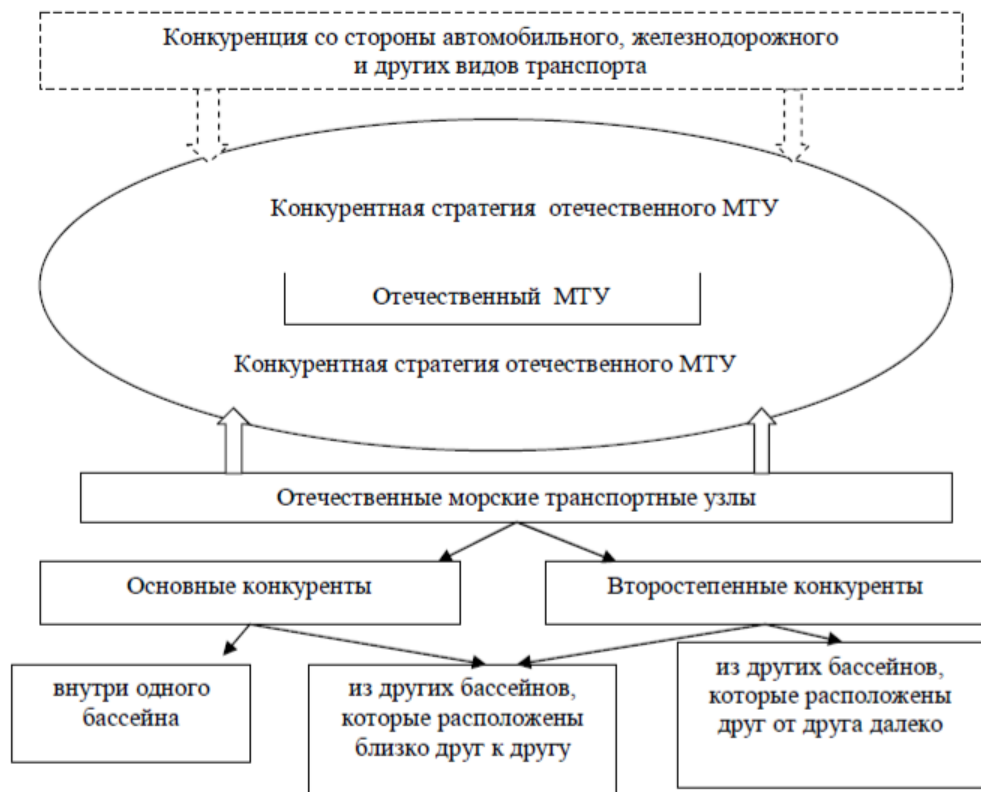 Конкуренция со стороны автомобильного, железнодорожного
и других видов транспорта
Конкурентная стратегия отечественного МТУ
Отечественный МТУ
Конкурентная стратегия отечественного МТУ
Отечественные морские транспортные узлы
Основные конкуренты
Второстепенные конкуренты
внутри одного
бассейна
из других бассейнов,
которые расположены
близко друг к другу
из других бассейнов,
которые расположены
друг от друга далеко